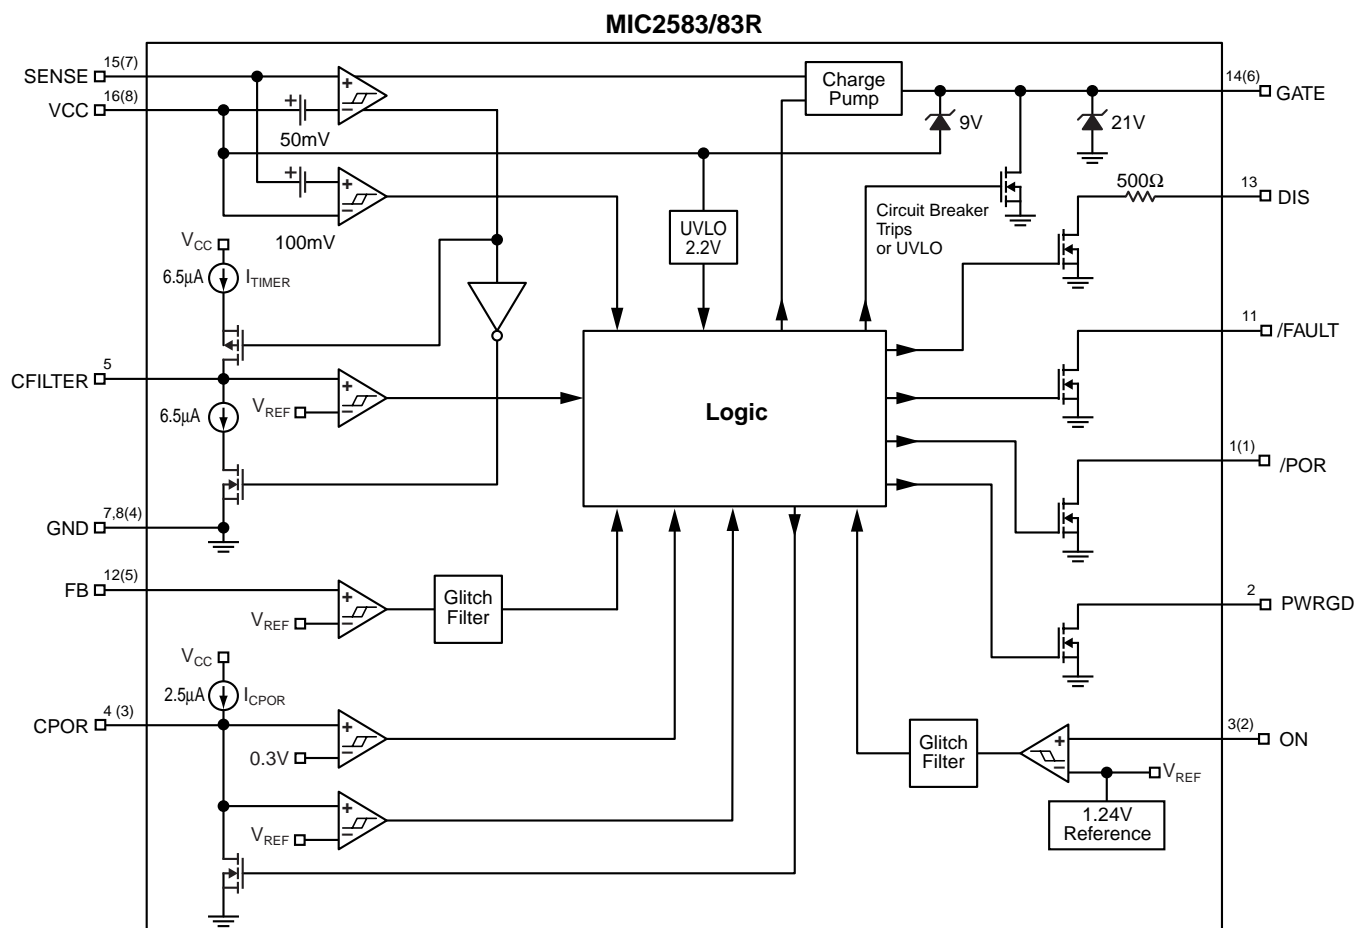 MIC2583/83R
SENSE
15(7)
VCC
16(8)
50mV
100mV
Charge
Pump
14(6)
GATE
9V
21V
500Ω
13
DIS
Circuit Breaker
Trips
or UVLO
UVLO
2.2V
VCC
6.5µA
ITIMER
11
/FAULT
5
CFILTER
VREF
6.5µA
Logic
1(1)
/POR
7,8(4)
GND
12(5)
FB
VREF
Glitch
Filter
2
PWRGD
VCC
2.5µA
ICPOR
4 (3)
CPOR
0.3V
VREF
Glitch
Filter
3(2)
ON
VREF
1.24V
Reference